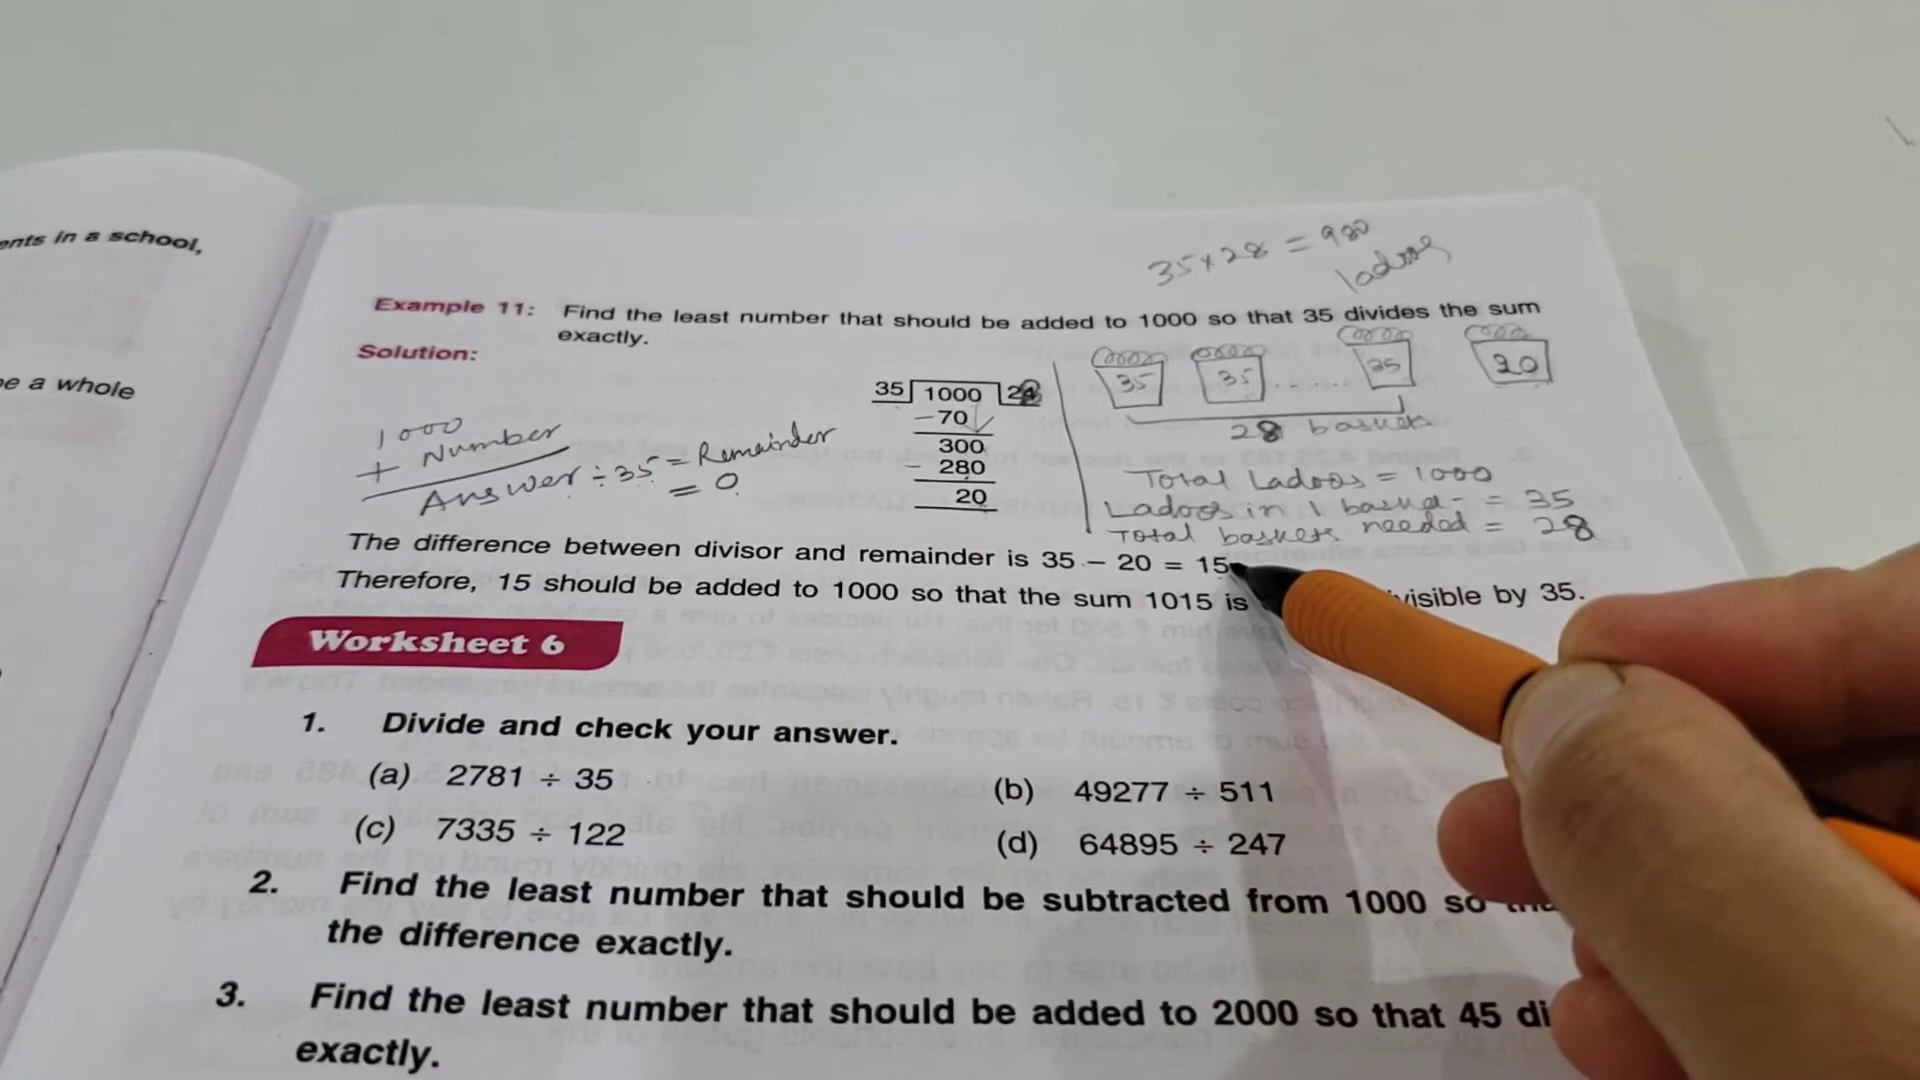 ents in a school,
e a whole
35 × 28 = 980
ladoos
Example 11: Find the least number that should be added to 1000 so that 35 divides the sum
exactly.
Solution:
35 1000 28
- 70
300
- 280
20
1000
+ Number
Answer ÷ 35 = Remainder
= 0
35 35 ...... 35 20
28 baskets
Total Ladoos = 1000
Ladoos in 1 basket = 35
Total baskets needed = 28
The difference between divisor and remainder is 35 - 20 = 15
Therefore, 15 should be added to 1000 so that the sum 1015 is visible by 35.
Worksheet 6
1. Divide and check your answer.
(a) 2781 ÷ 35
(b) 49277 ÷ 511
(c) 7335 ÷ 122
(d) 64895 ÷ 247
2. Find the least number that should be subtracted from 1000 so
the difference exactly.
3. Find the least number that should be added to 2000 so that 45 di
exactly.